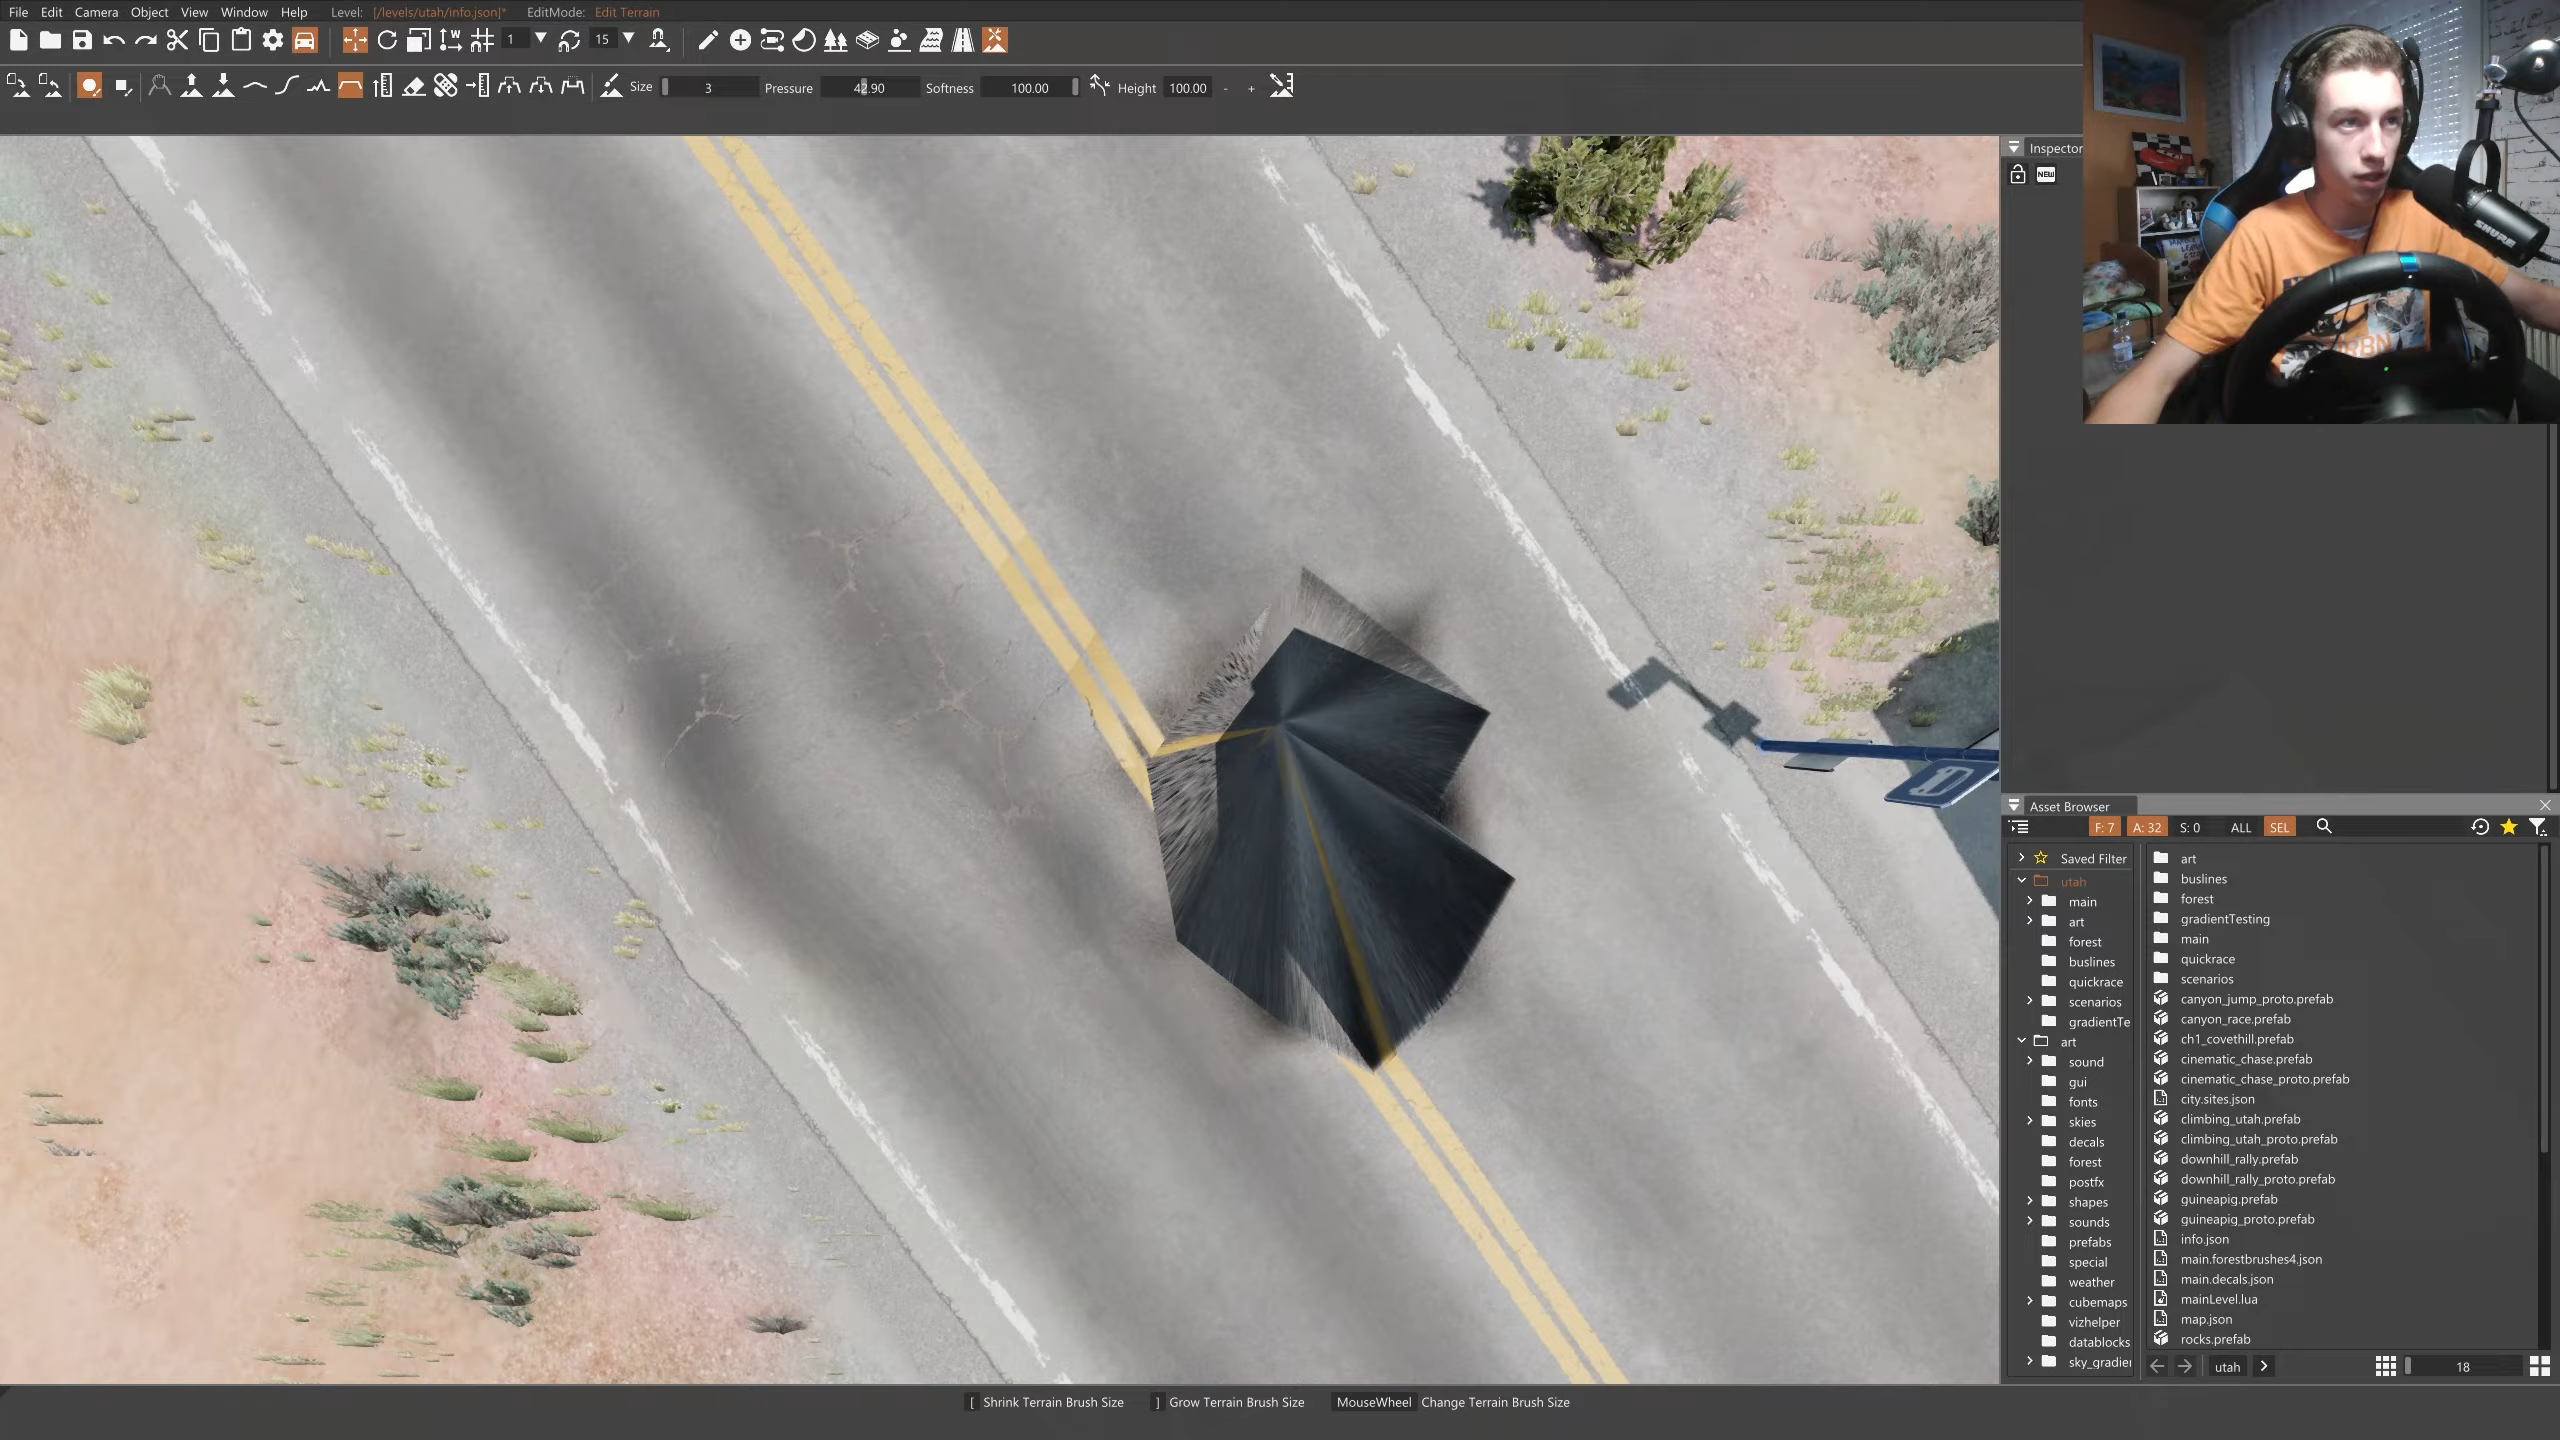 File Edit Camera Object View Window Help Level: [/levels/utah/info.json]* EditMode: Edit Terrain
1 15
Size 3 Pressure 42.90 Softness 100.00 Height 100.00 - +
Inspector
NEW
SHURE
Asset Browser
F: 7 A: 32 S: 0 ALL SEL
Saved Filter
utah
main
art
forest
buslines
quickrace
scenarios
gradientTe
art
sound
gui
fonts
skies
decals
forest
postfx
shapes
sounds
prefabs
special
weather
cubemaps
vizhelper
datablocks
sky_gradie
art
buslines
forest
gradientTesting
main
quickrace
scenarios
canyon_jump_proto.prefab
canyon_race.prefab
ch1_covethill.prefab
cinematic_chase.prefab
cinematic_chase_proto.prefab
city.sites.json
climbing_utah.prefab
climbing_utah_proto.prefab
downhill_rally.prefab
downhill_rally_proto.prefab
guineapig.prefab
guineapig_proto.prefab
info.json
main.forestbrushes4.json
main.decals.json
mainLevel.lua
map.json
rocks.prefab
utah 18
[ Shrink Terrain Brush Size ] Grow Terrain Brush Size MouseWheel Change Terrain Brush Size